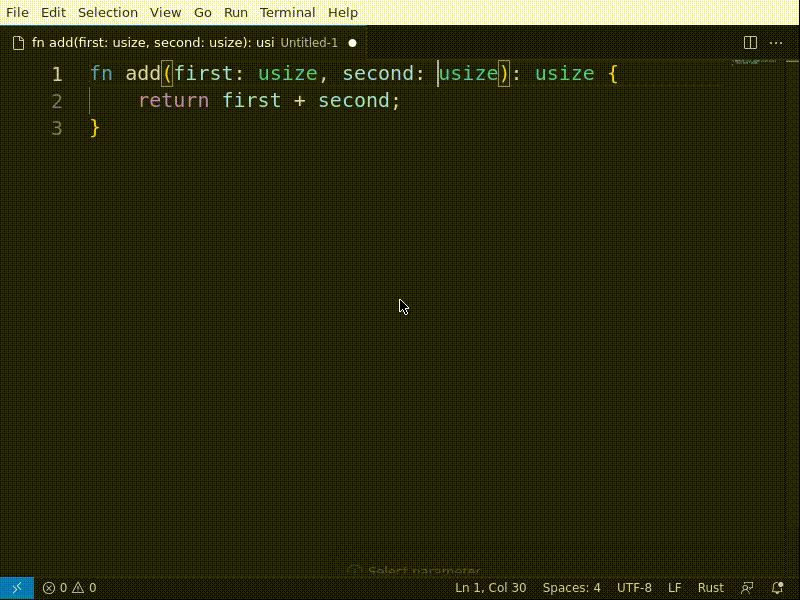 File Edit Selection View Go Run Terminal Help
fn add(first: usize, second: usize): usi Untitled-1
1 fn add(first: usize, second: usize): usize {
2     return first + second;
3 }
Select parameter
0 0 Ln 1, Col 30 Spaces: 4 UTF-8 LF Rust